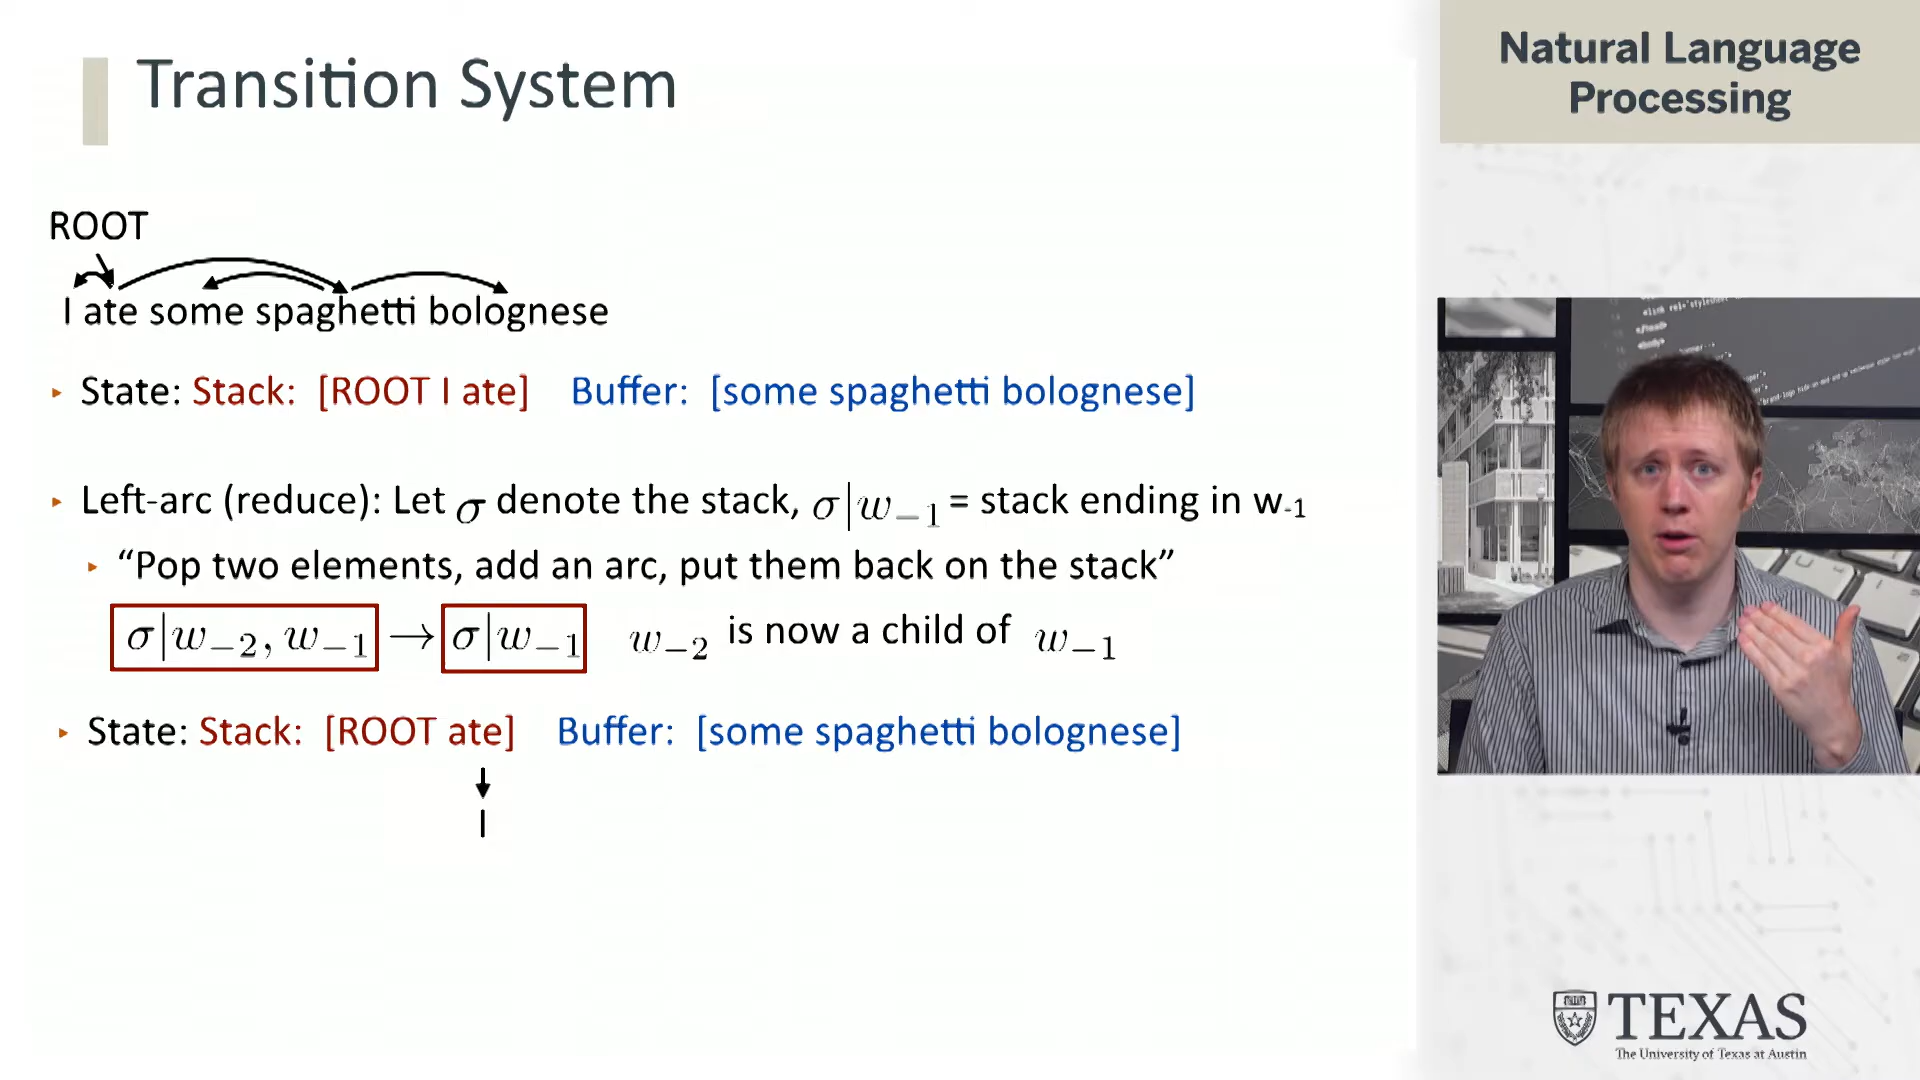 Transition System
Natural Language
Processing
ROOT
I ate some spaghetti bolognese
▸ State: Stack: [ROOT I ate] Buffer: [some spaghetti bolognese]
▸ Left-arc (reduce): Let σ denote the stack, σ|w₋₁ = stack ending in w₋₁
▸ “Pop two elements, add an arc, put them back on the stack”
σ|w₋₂, w₋₁ → σ|w₋₁ w₋₂ is now a child of w₋₁
▸ State: Stack: [ROOT ate] Buffer: [some spaghetti bolognese]
I
TEXAS
The University of Texas at Austin